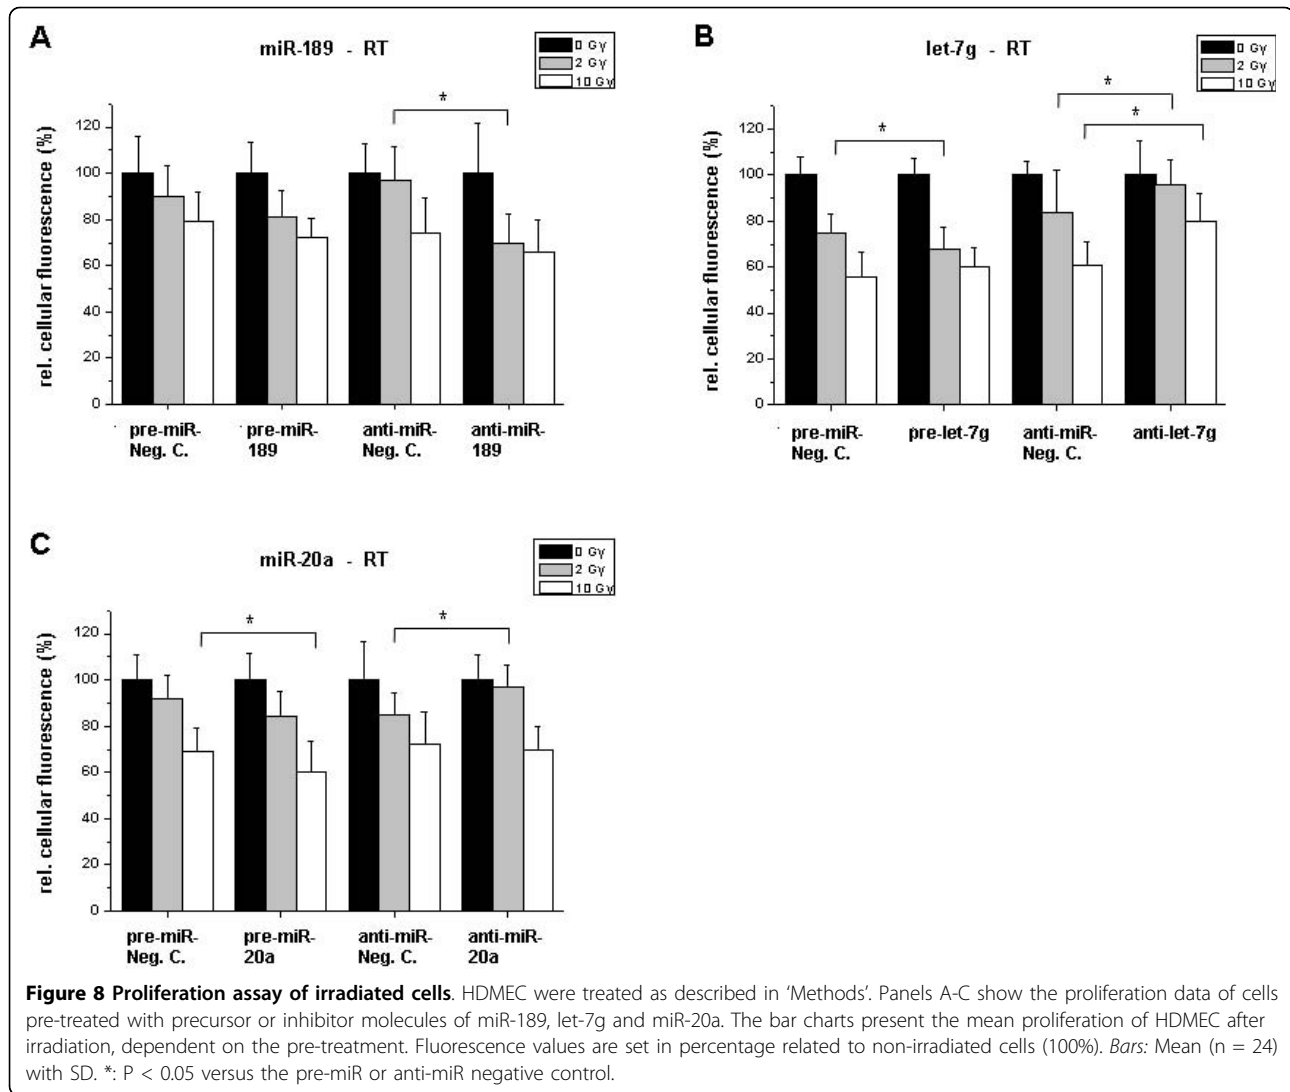 A
miR-189 - RT
0 Gy
2 Gy
10 Gy
rel. cellular fluorescence (%)
120
100
80
60
40
20
0
*
pre-miR-
Neg. C.
pre-miR-
189
anti-miR-
Neg. C.
anti-miR-
189
B
let-7g - RT
0 Gy
2 Gy
10 Gy
rel. cellular fluorescence (%)
120
100
80
60
40
20
0
*
*
*
pre-miR-
Neg. C.
pre-let-7g
anti-miR-
Neg. C.
anti-let-7g
C
miR-20a - RT
0 Gy
2 Gy
10 Gy
rel. cellular fluorescence (%)
120
100
80
60
40
20
0
*
*
pre-miR-
Neg. C.
pre-miR-
20a
anti-miR-
Neg. C.
anti-miR-
20a
Figure 8 Proliferation assay of irradiated cells. HDMEC were treated as described in ‘Methods’. Panels A-C show the proliferation data of cells
pre-treated with precursor or inhibitor molecules of miR-189, let-7g and miR-20a. The bar charts present the mean proliferation of HDMEC after
irradiation, dependent on the pre-treatment. Fluorescence values are set in percentage related to non-irradiated cells (100%). Bars: Mean (n = 24)
with SD. *: P < 0.05 versus the pre-miR or anti-miR negative control.